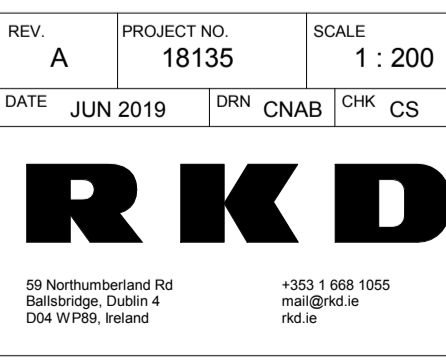 REV. PROJECT NO. SCALE
A 18135 1 : 200
DATE JUN 2019 DRN CNAB CHK CS
RKD
59 Northumberland Rd +353 1 668 1055
Ballsbridge, Dublin 4 mail@rkd.ie
D04 WP89, Ireland rkd.ie